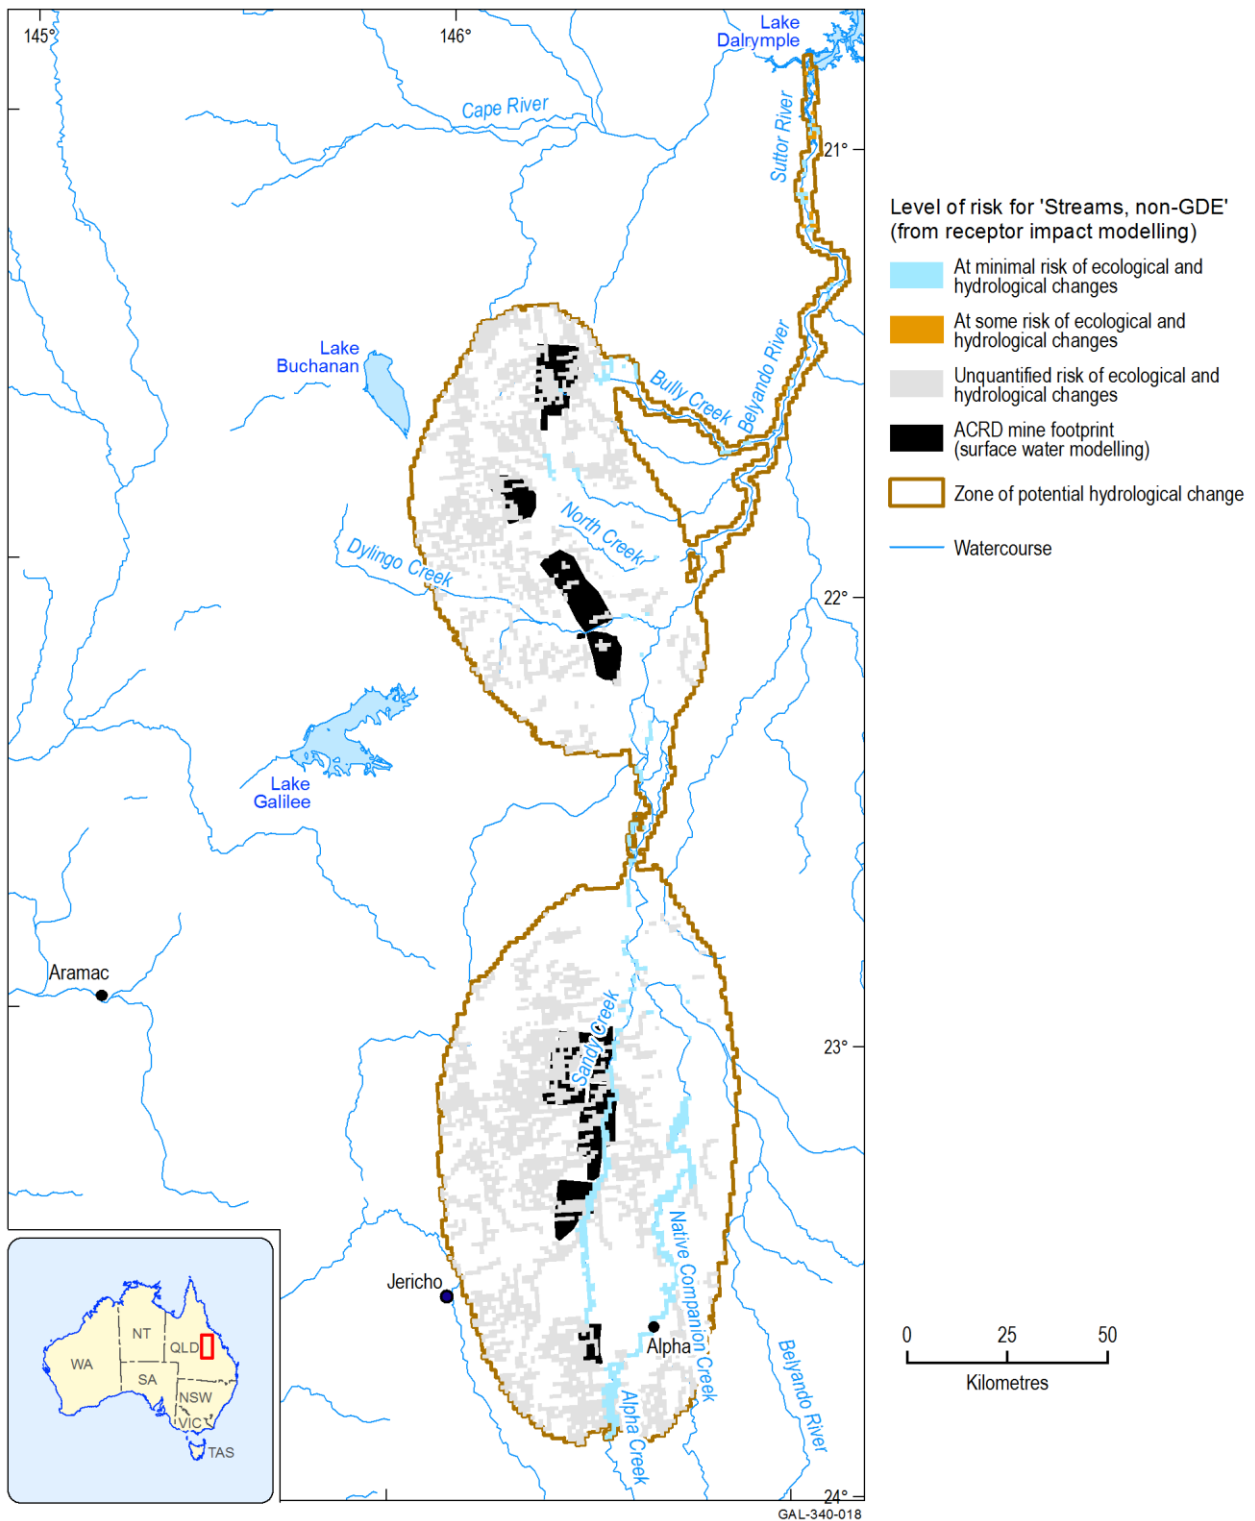 145°
146°
Lake
Dalrymple
Cape River
Suttor River
21°
Lake
Buchanan
Bully Creek
Belyando River
North Creek
Dylingo Creek
22°
Lake
Galilee
Aramac
Sandy Creek
23°
Native Companion Creek
Jericho
Alpha
Belyando River
Alpha Creek
24°
GAL-340-018
Level of risk for 'Streams, non-GDE'
(from receptor impact modelling)
At minimal risk of ecological and
hydrological changes
At some risk of ecological and
hydrological changes
Unquantified risk of ecological and
hydrological changes
ACRD mine footprint
(surface water modelling)
Zone of potential hydrological change
Watercourse
0 25 50
Kilometres
NT
QLD
WA
SA
NSW
VIC
TAS